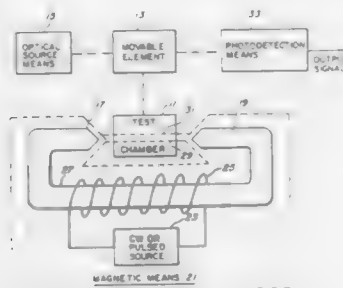 15
13
33
OPTICAL
SOURCE
MEANS
MOVABLE
ELEMENT
PHOTODETECTION
MEANS
OUTPUT
SIGNAL
17
11
31
19
TEST
CHAMBER
29
27
25
23
CW OR
PULSED
SOURCE
MAGNETIC MEANS 21